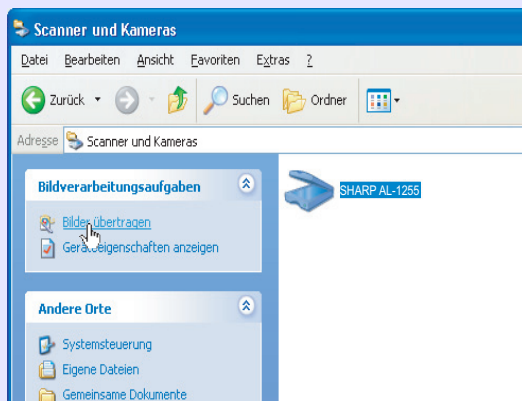 Scanner und Kameras
Datei Bearbeiten Ansicht Favoriten Extras ?
Zurück Suchen Ordner
Adresse Scanner und Kameras
Bildverarbeitungsaufgaben
Bilder übertragen
Geräteeigenschaften anzeigen
SHARP AL-1255
Andere Orte
Systemsteuerung
Eigene Dateien
Gemeinsame Dokumente